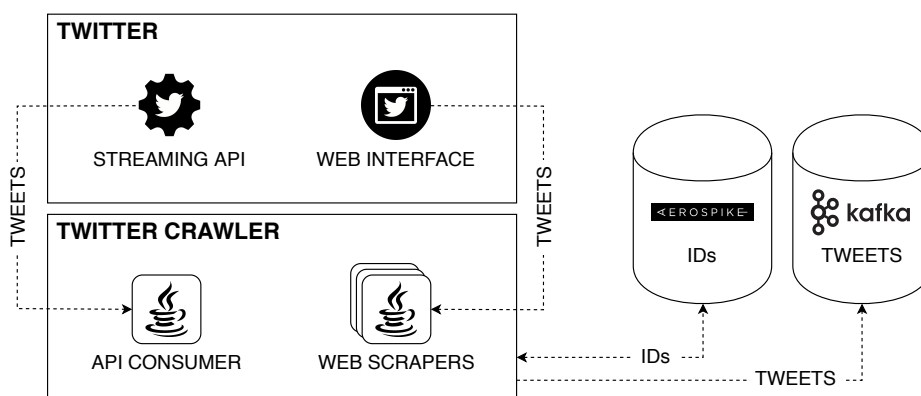 TWITTER
STREAMING API
WEB INTERFACE
TWEETS
TWEETS
TWITTER CRAWLER
API CONSUMER
WEB SCRAPERS
AEROSPIKE
IDs
kafka
TWEETS
IDs
TWEETS